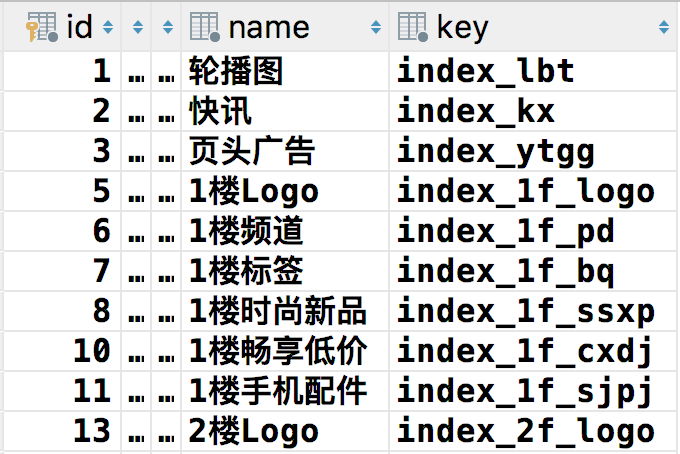 id name key
1 … … 轮播图 index_lbt
2 … … 快讯 index_kx
3 … … 页头广告 index_ytgg
5 … … 1楼Logo index_1f_logo
6 … … 1楼频道 index_1f_pd
7 … … 1楼标签 index_1f_bq
8 … … 1楼时尚新品 index_1f_ssxp
10 … … 1楼畅享低价 index_1f_cxdj
11 … … 1楼手机配件 index_1f_sjpj
13 … … 2楼Logo index_2f_logo